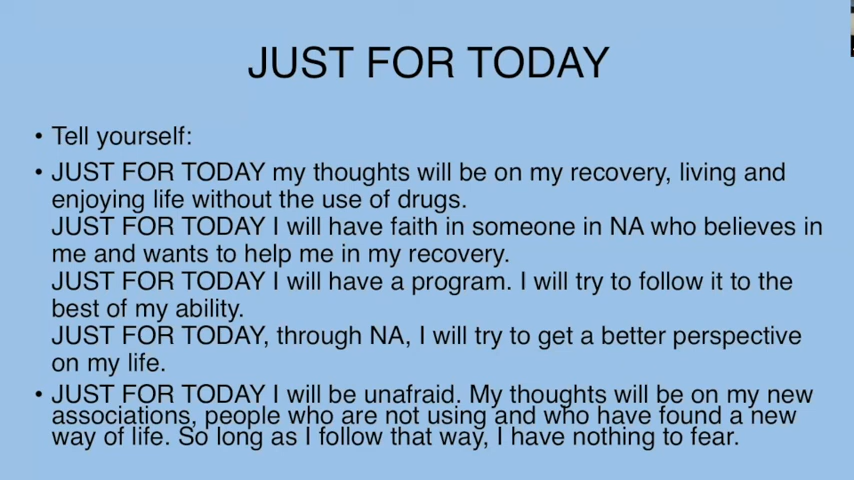 JUST FOR TODAY
• Tell yourself:
• JUST FOR TODAY my thoughts will be on my recovery, living and
enjoying life without the use of drugs.
JUST FOR TODAY I will have faith in someone in NA who believes in
me and wants to help me in my recovery.
JUST FOR TODAY I will have a program. I will try to follow it to the
best of my ability.
JUST FOR TODAY, through NA, I will try to get a better perspective
on my life.
• JUST FOR TODAY I will be unafraid. My thoughts will be on my new
associations, people who are not using and who have found a new
way of life. So long as I follow that way, I have nothing to fear.